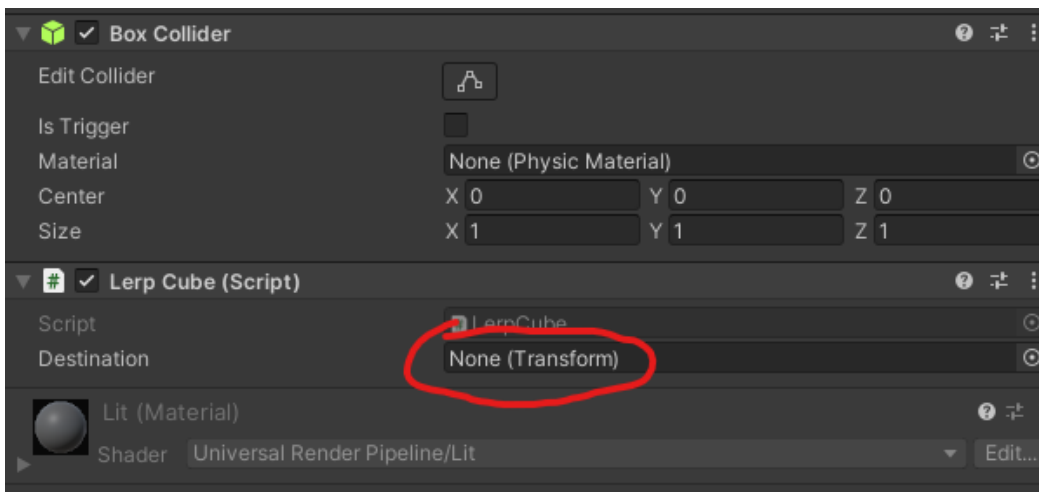 Box Collider
Edit Collider
Is Trigger
Material None (Physic Material)
Center X 0 Y 0 Z 0
Size X 1 Y 1 Z 1
# Lerp Cube (Script)
Script LerpCube
Destination None (Transform)
Lit (Material)
Shader Universal Render Pipeline/Lit Edit...